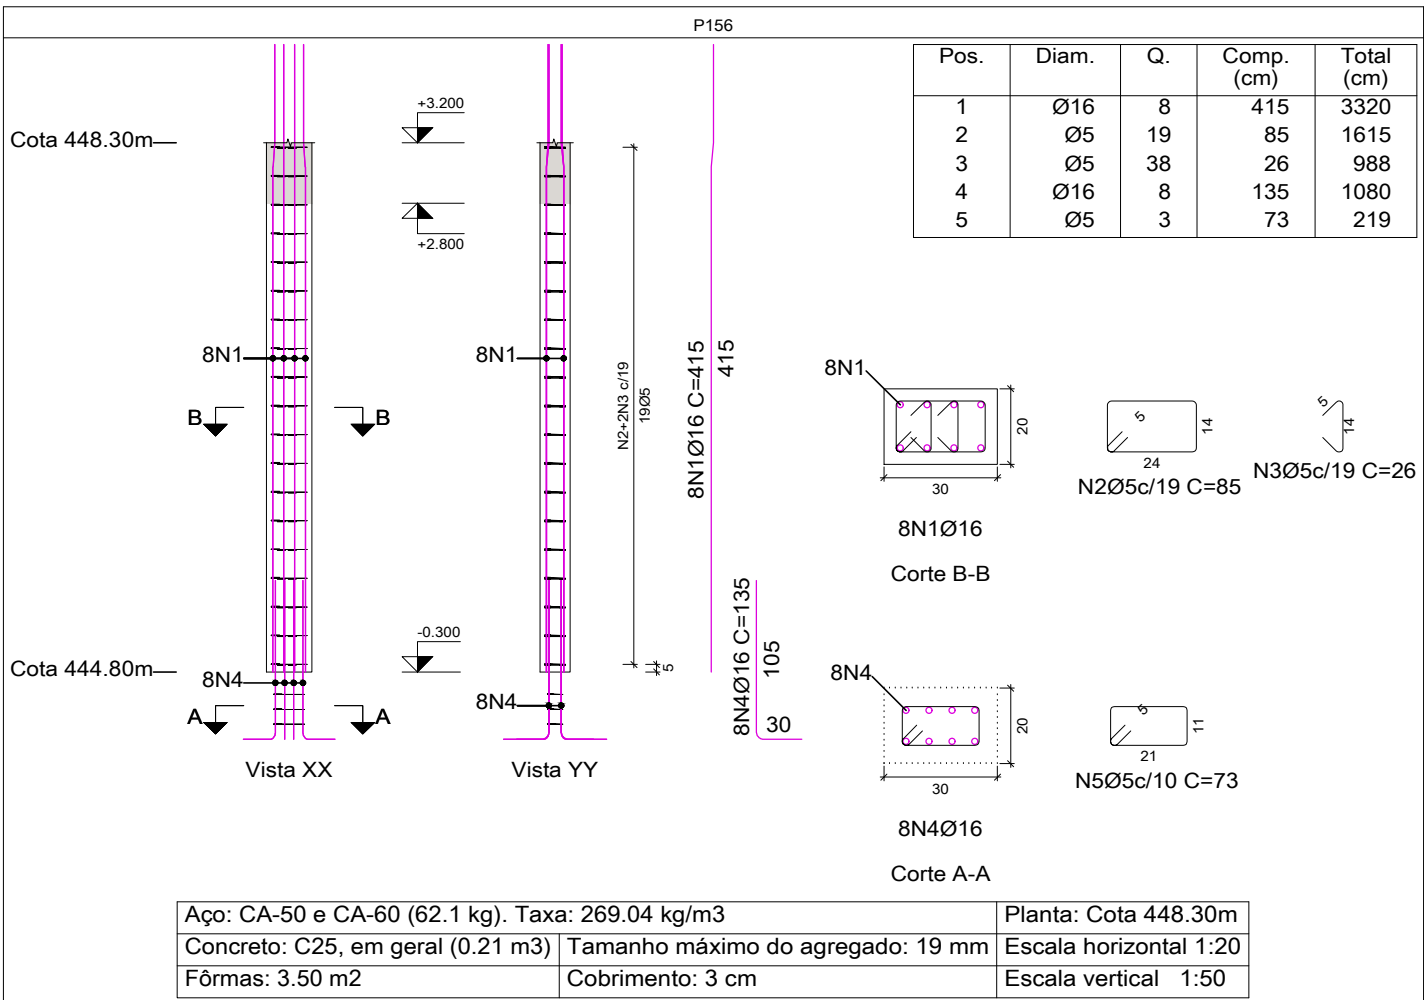 P156
Pos. Diam. Q. Comp. (cm) Total (cm)
1 Ø16 8 415 3320
2 Ø5 19 85 1615
3 Ø5 38 26 988
4 Ø16 8 135 1080
5 Ø5 3 73 219
Cota 448.30m
+3.200
+2.800
8N1
8N1
B
B
N2+2N3 c/19
19Ø5
8N1Ø16 C=415
415
-0.300
Cota 444.80m
5
8N4
8N4
A
A
8N4Ø16 C=135
105
30
Vista XX
Vista YY
8N1
20
30
8N1Ø16
Corte B-B
5
14
24
N2Ø5c/19 C=85
5
14
N3Ø5c/19 C=26
8N4
20
30
8N4Ø16
Corte A-A
5
11
21
N5Ø5c/10 C=73
Aço: CA-50 e CA-60 (62.1 kg). Taxa: 269.04 kg/m3
Planta: Cota 448.30m
Concreto: C25, em geral (0.21 m3)
Tamanho máximo do agregado: 19 mm
Escala horizontal 1:20
Fôrmas: 3.50 m2
Cobrimento: 3 cm
Escala vertical 1:50